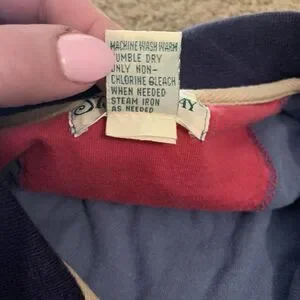 MACHINE WASH WARM
TUMBLE DRY
ONLY NON-
CHLORINE BLEACH
WHEN NEEDED
STEAM IRON
AS NEEDED